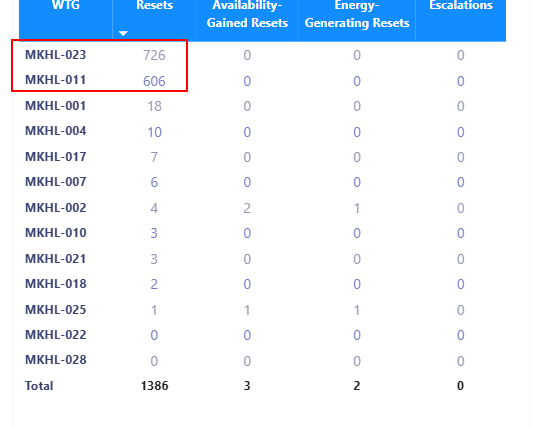 WTG Resets Availability-Gained Resets Energy-Generating Resets Escalations
MKHL-023 726 0 0 0
MKHL-011 606 0 0 0
MKHL-001 18 0 0 0
MKHL-004 10 0 0 0
MKHL-017 7 0 0 0
MKHL-007 6 0 0 0
MKHL-002 4 2 1 0
MKHL-010 3 0 0 0
MKHL-021 3 0 0 0
MKHL-018 2 0 0 0
MKHL-025 1 1 1 0
MKHL-022 0 0 0 0
MKHL-028 0 0 0 0
Total 1386 3 2 0